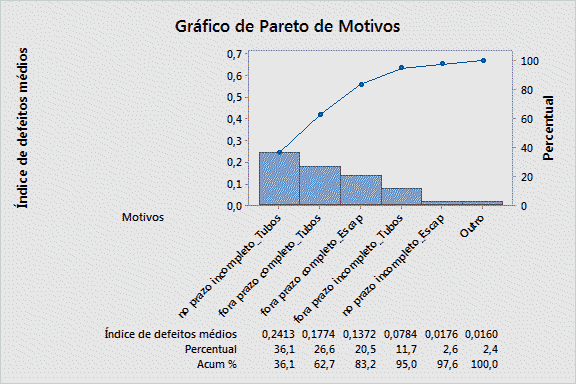 Gráfico de Pareto de Motivos
Índice de defeitos médios
0,7
0,6
0,5
0,4
0,3
0,2
0,1
0,0
100
80
60
40
20
0
Percentual
Motivos
no prazo incompleto_Tubos
fora prazo completo_Tubos
fora prazo completo_Escap
fora prazo incompleto_Tubos
no prazo incompleto_Escap
Outro
Índice de defeitos médios 0,2413 0,1774 0,1372 0,0784 0,0176 0,0160
Percentual 36,1 26,6 20,5 11,7 2,6 2,4
Acum % 36,1 62,7 83,2 95,0 97,6 100,0